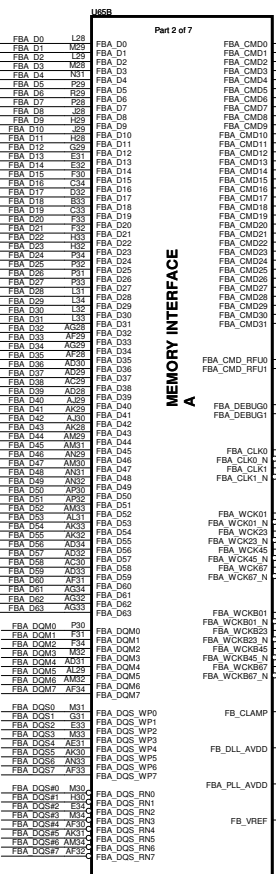 U65B
Part 2 of 7
FBA_D0 L28
FBA_D1 M29
FBA_D2 L29
FBA_D3 M28
FBA_D4 N31
FBA_D5 P29
FBA_D6 R29
FBA_D7 P28
FBA_D8 J28
FBA_D9 H29
FBA_D10 J29
FBA_D11 H28
FBA_D12 G29
FBA_D13 E31
FBA_D14 E32
FBA_D15 F30
FBA_D16 C34
FBA_D17 D32
FBA_D18 B33
FBA_D19 C33
FBA_D20 F33
FBA_D21 F32
FBA_D22 H33
FBA_D23 H32
FBA_D24 P34
FBA_D25 P32
FBA_D26 P31
FBA_D27 P33
FBA_D28 L31
FBA_D29 L34
FBA_D30 L32
FBA_D31 L33
FBA_D32 AG28
FBA_D33 AF29
FBA_D34 AG29
FBA_D35 AF28
FBA_D36 AD30
FBA_D37 AD29
FBA_D38 AC29
FBA_D39 AD28
FBA_D40 AJ29
FBA_D41 AK29
FBA_D42 AJ30
FBA_D43 AK28
FBA_D44 AM29
FBA_D45 AM31
FBA_D46 AN29
FBA_D47 AM30
FBA_D48 AN31
FBA_D49 AN32
FBA_D50 AP30
FBA_D51 AP32
FBA_D52 AM33
FBA_D53 AL31
FBA_D54 AK33
FBA_D55 AK32
FBA_D56 AD34
FBA_D57 AD32
FBA_D58 AC30
FBA_D59 AD33
FBA_D60 AF31
FBA_D61 AG34
FBA_D62 AG32
FBA_D63 AG33
FBA_DQM0 P30
FBA_DQM1 F31
FBA_DQM2 F34
FBA_DQM3 M32
FBA_DQM4 AD31
FBA_DQM5 AL29
FBA_DQM6 AM32
FBA_DQM7 AF34
FBA_DQS0 M31
FBA_DQS1 G31
FBA_DQS2 E33
FBA_DQS3 M33
FBA_DQS4 AE31
FBA_DQS5 AK30
FBA_DQS6 AN33
FBA_DQS7 AF33
FBA_DQS#0 M30
FBA_DQS#1 H30
FBA_DQS#2 E34
FBA_DQS#3 M34
FBA_DQS#4 AF30
FBA_DQS#5 AK31
FBA_DQS#6 AM34
FBA_DQS#7 AF32
FBA_D0
FBA_D1
FBA_D2
FBA_D3
FBA_D4
FBA_D5
FBA_D6
FBA_D7
FBA_D8
FBA_D9
FBA_D10
FBA_D11
FBA_D12
FBA_D13
FBA_D14
FBA_D15
FBA_D16
FBA_D17
FBA_D18
FBA_D19
FBA_D20
FBA_D21
FBA_D22
FBA_D23
FBA_D24
FBA_D25
FBA_D26
FBA_D27
FBA_D28
FBA_D29
FBA_D30
FBA_D31
FBA_D32
FBA_D33
FBA_D34
FBA_D35
FBA_D36
FBA_D37
FBA_D38
FBA_D39
FBA_D40
FBA_D41
FBA_D42
FBA_D43
FBA_D44
FBA_D45
FBA_D46
FBA_D47
FBA_D48
FBA_D49
FBA_D50
FBA_D51
FBA_D52
FBA_D53
FBA_D54
FBA_D55
FBA_D56
FBA_D57
FBA_D58
FBA_D59
FBA_D60
FBA_D61
FBA_D62
FBA_D63
FBA_DQM0
FBA_DQM1
FBA_DQM2
FBA_DQM3
FBA_DQM4
FBA_DQM5
FBA_DQM6
FBA_DQM7
FBA_DQS_WP0
FBA_DQS_WP1
FBA_DQS_WP2
FBA_DQS_WP3
FBA_DQS_WP4
FBA_DQS_WP5
FBA_DQS_WP6
FBA_DQS_WP7
FBA_DQS_RN0
FBA_DQS_RN1
FBA_DQS_RN2
FBA_DQS_RN3
FBA_DQS_RN4
FBA_DQS_RN5
FBA_DQS_RN6
FBA_DQS_RN7
MEMORY INTERFACE
A
FBA_CMD0
FBA_CMD1
FBA_CMD2
FBA_CMD3
FBA_CMD4
FBA_CMD5
FBA_CMD6
FBA_CMD7
FBA_CMD8
FBA_CMD9
FBA_CMD10
FBA_CMD11
FBA_CMD12
FBA_CMD13
FBA_CMD14
FBA_CMD15
FBA_CMD16
FBA_CMD17
FBA_CMD18
FBA_CMD19
FBA_CMD20
FBA_CMD21
FBA_CMD22
FBA_CMD23
FBA_CMD24
FBA_CMD25
FBA_CMD26
FBA_CMD27
FBA_CMD28
FBA_CMD29
FBA_CMD30
FBA_CMD31
FBA_CMD_RFU0
FBA_CMD_RFU1
FBA_DEBUG0
FBA_DEBUG1
FBA_CLK0
FBA_CLK0_N
FBA_CLK1
FBA_CLK1_N
FBA_WCK01
FBA_WCK01_N
FBA_WCK23
FBA_WCK23_N
FBA_WCK45
FBA_WCK45_N
FBA_WCK67
FBA_WCK67_N
FBA_WCKB01
FBA_WCKB01_N
FBA_WCKB23
FBA_WCKB23_N
FBA_WCKB45
FBA_WCKB45_N
FBA_WCKB67
FBA_WCKB67_N
FB_CLAMP
FB_DLL_AVDD
FBA_PLL_AVDD
FB_VREF